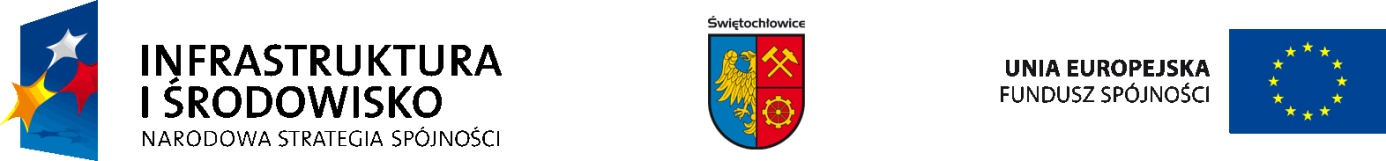 INFRASTRUKTURA
I ŚRODOWISKO
NARODOWA STRATEGIA SPÓJNOŚCI
Świętochłowice
UNIA EUROPEJSKA
FUNDUSZ SPÓJNOŚCI